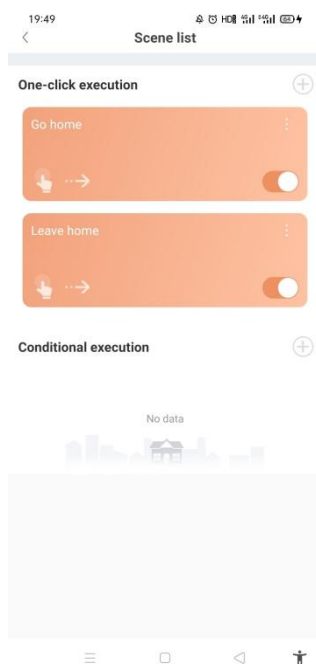 19:49
Scene list
One-click execution
Go home
Leave home
Conditional execution
No data